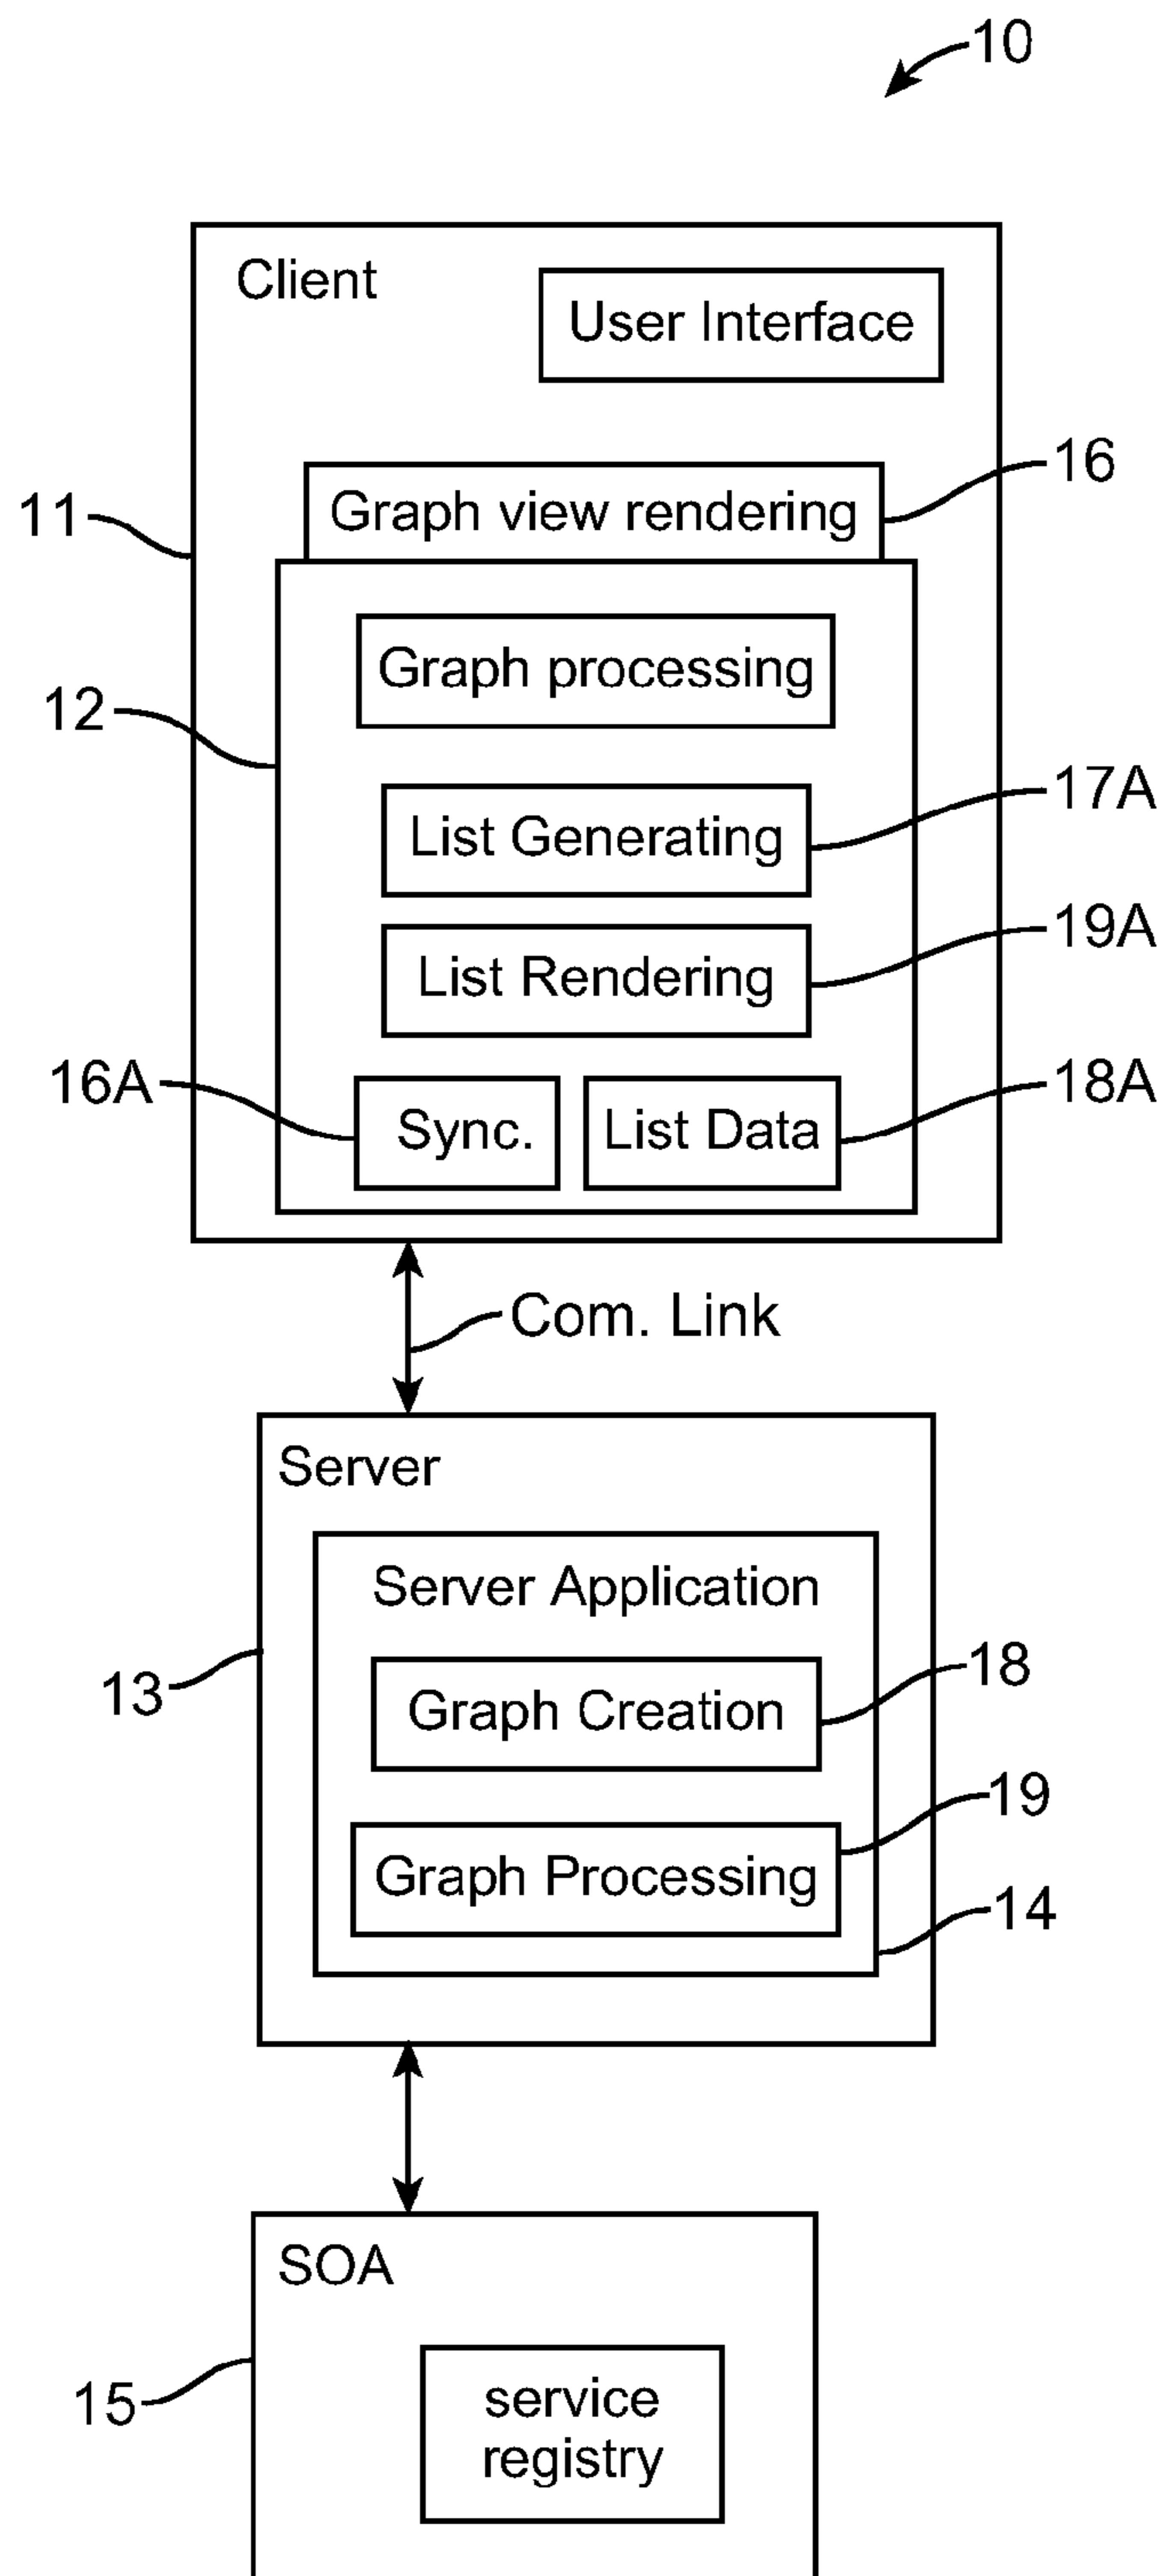 10
Client
User Interface
16
Graph view rendering
11
Graph processing
12
17A
List Generating
19A
List Rendering
16A
18A
Sync.
List Data
Com. Link
Server
Server Application
18
13
Graph Creation
19
Graph Processing
14
SOA
15
service
registry